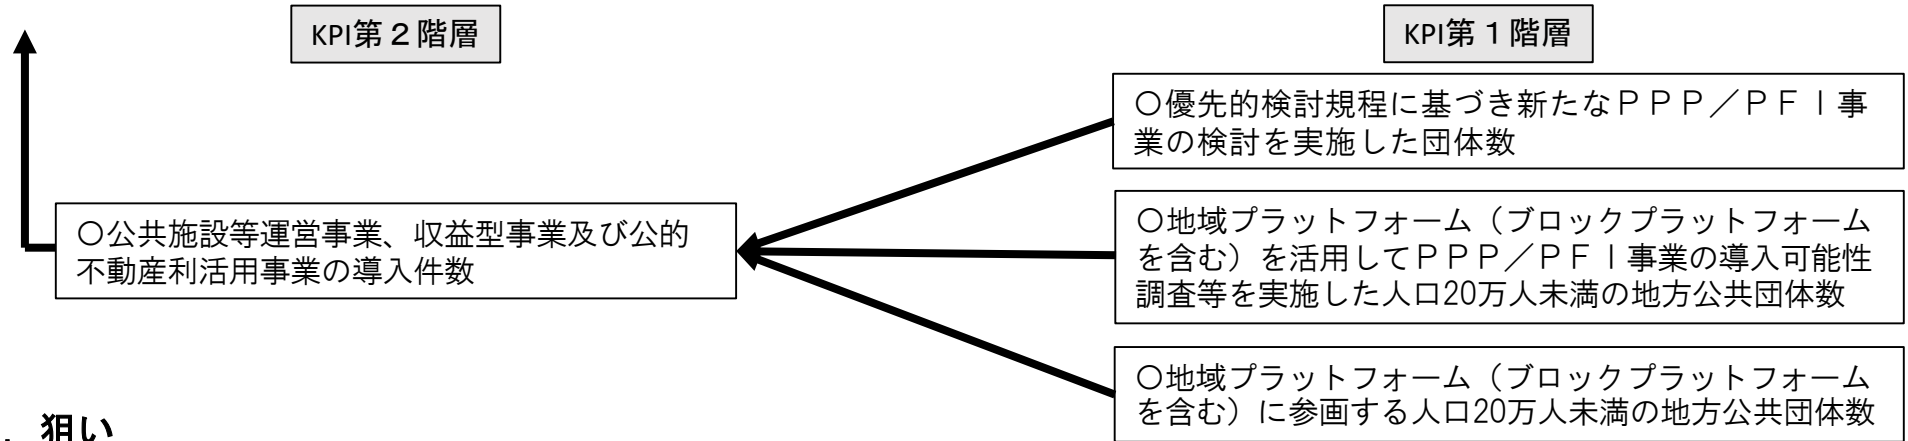 KPI第２階層
KPI第１階層
〇優先的検討規程に基づき新たなＰＰＰ／ＰＦＩ事
業の検討を実施した団体数
〇公共施設等運営事業、収益型事業及び公的
不動産利活用事業の導入件数
〇地域プラットフォーム（ブロックプラットフォーム
を含む）を活用してＰＰＰ／ＰＦＩ事業の導入可能性
調査等を実施した人口20万人未満の地方公共団体数
〇地域プラットフォーム（ブロックプラットフォーム
を含む）に参画する人口20万人未満の地方公共団体数
狙い